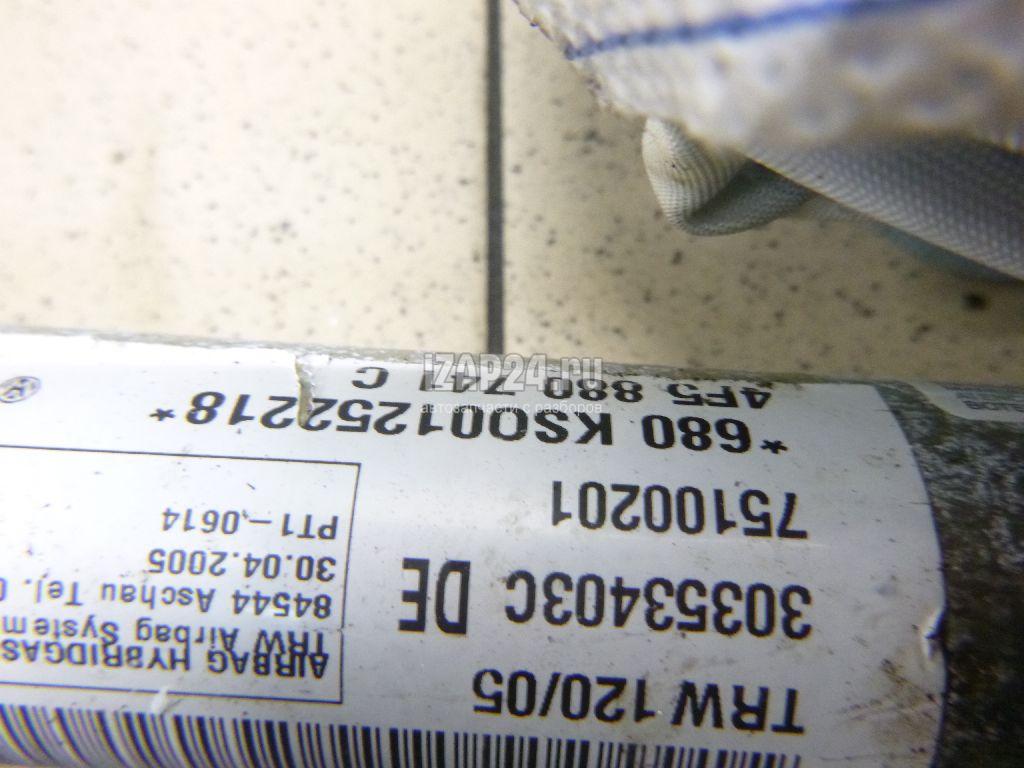 TRW 120/05
30353403C DE
75100201
*680 KSO01252218*
4F5 880 741 C
AIRBAG HYBRIDGAS
TRW Airbag System
84544 Aschau Tel.
30.04.2005
PT1-,0614
IZAP24.ru
автозапчасти с разборов